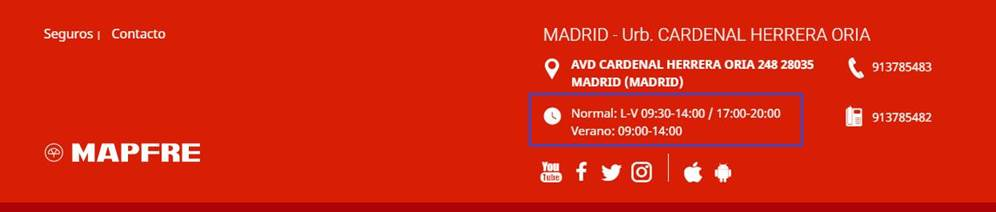 Seguros | Contacto
MADRID - Urb. CARDENAL HERRERA ORIA
AVD CARDENAL HERRERA ORIA 248 28035
MADRID (MADRID)
913785483
Normal: L-V 09:30-14:00 / 17:00-20:00
Verano: 09:00-14:00
913785482
MAPFRE
You
Tube